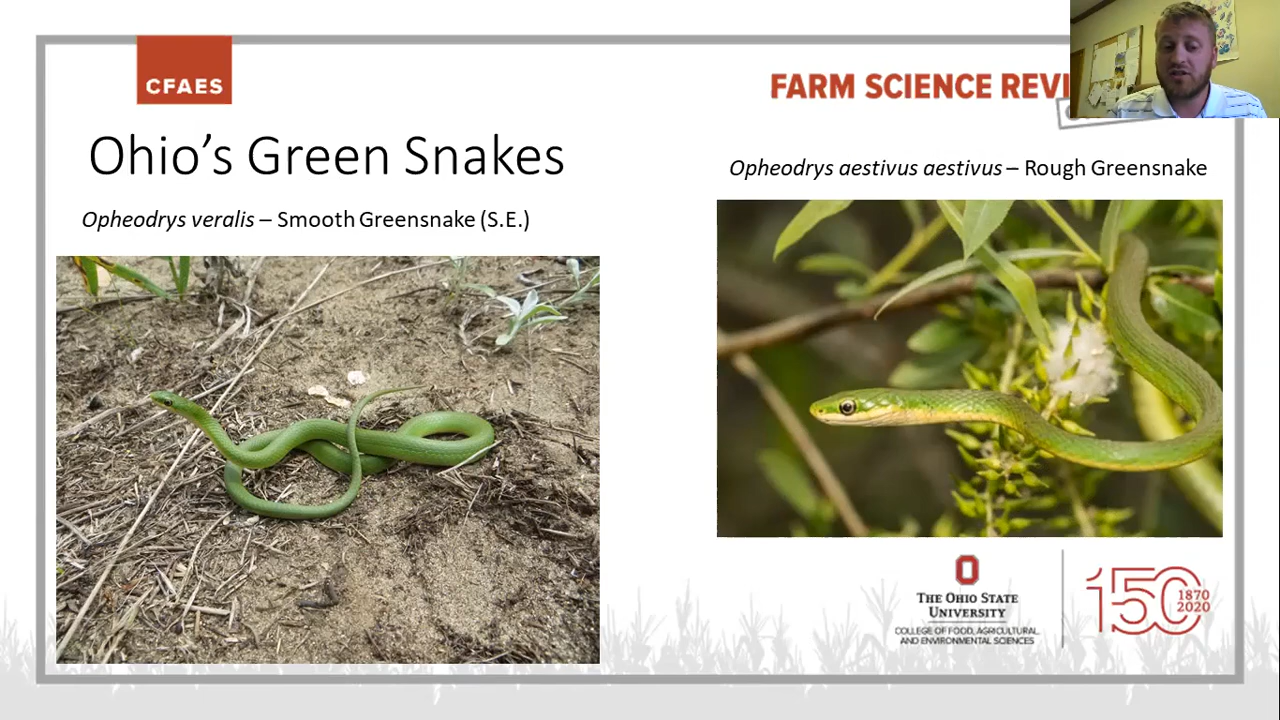 CFAES
FARM SCIENCE REVI
Ohio's Green Snakes
Opheodrys veralis – Smooth Greensnake (S.E.)
Opheodrys aestivus aestivus – Rough Greensnake
THE OHIO STATE
UNIVERSITY
COLLEGE OF FOOD, AGRICULTURAL,
AND ENVIRONMENTAL SCIENCES
150
1870
2020